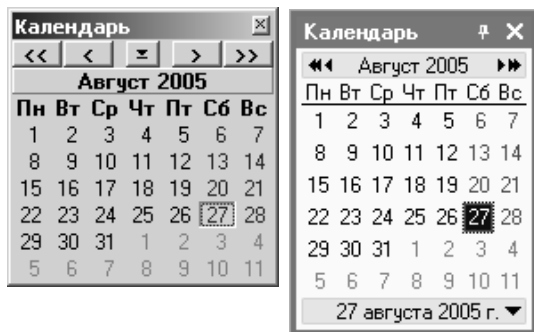 Календарь
<< < > >>
Август 2005
Пн Вт Ср Чт Пт Сб Вс
1 2 3 4 5 6 7
8 9 10 11 12 13 14
15 16 17 18 19 20 21
22 23 24 25 26 27 28
29 30 31 1 2 3 4
5 6 7 8 9 10 11
Календарь
Август 2005
Пн Вт Ср Чт Пт Сб Вс
1 2 3 4 5 6 7
8 9 10 11 12 13 14
15 16 17 18 19 20 21
22 23 24 25 26 27 28
29 30 31 1 2 3 4
5 6 7 8 9 10 11
27 августа 2005 г.